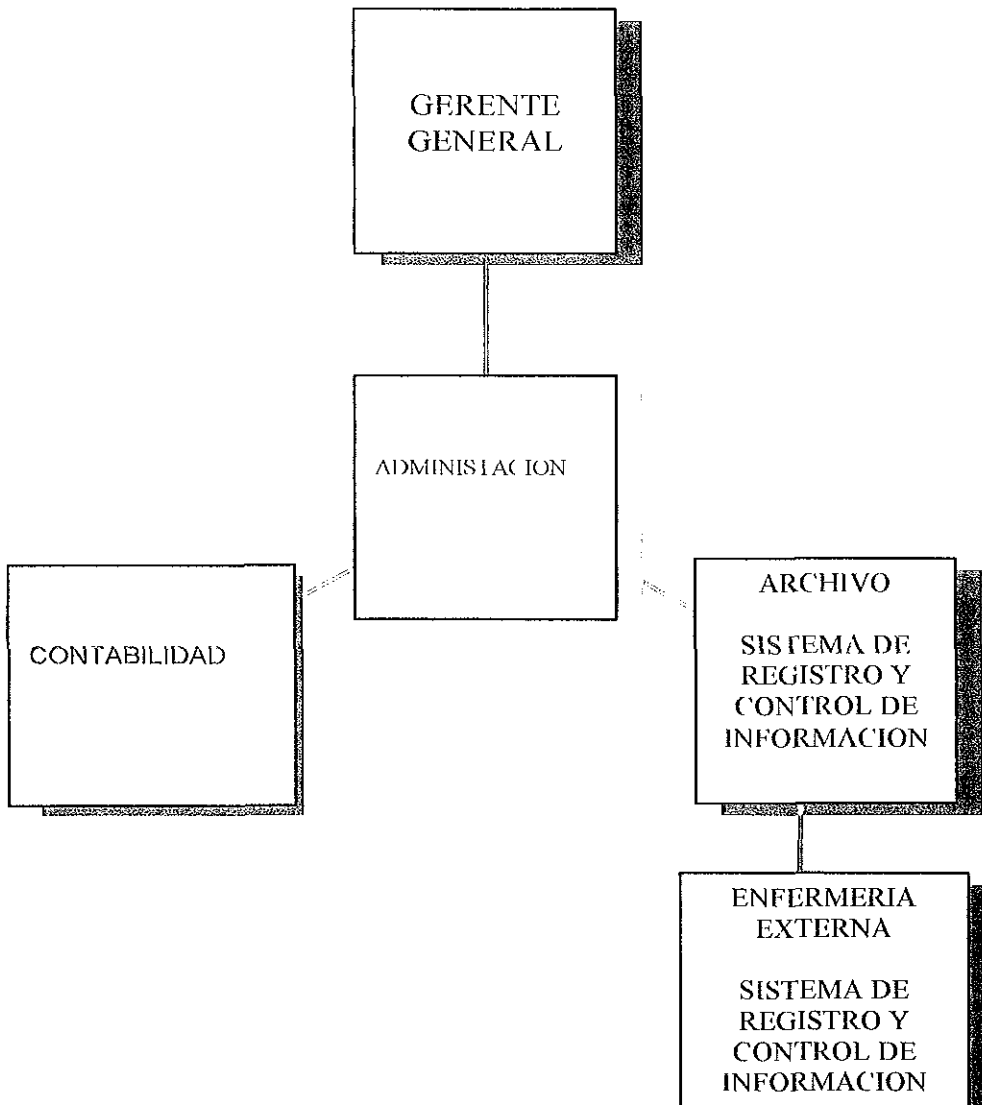 GERENTE
GENERAL
ADMINISTACION
CONTABILIDAD
ARCHIVO
SISTEMA DE
REGISTRO Y
CONTROL DE
INFORMACION
ENFERMERIA
EXTERNA
SISTEMA DE
REGISTRO Y
CONTROL DE
INFORMACION